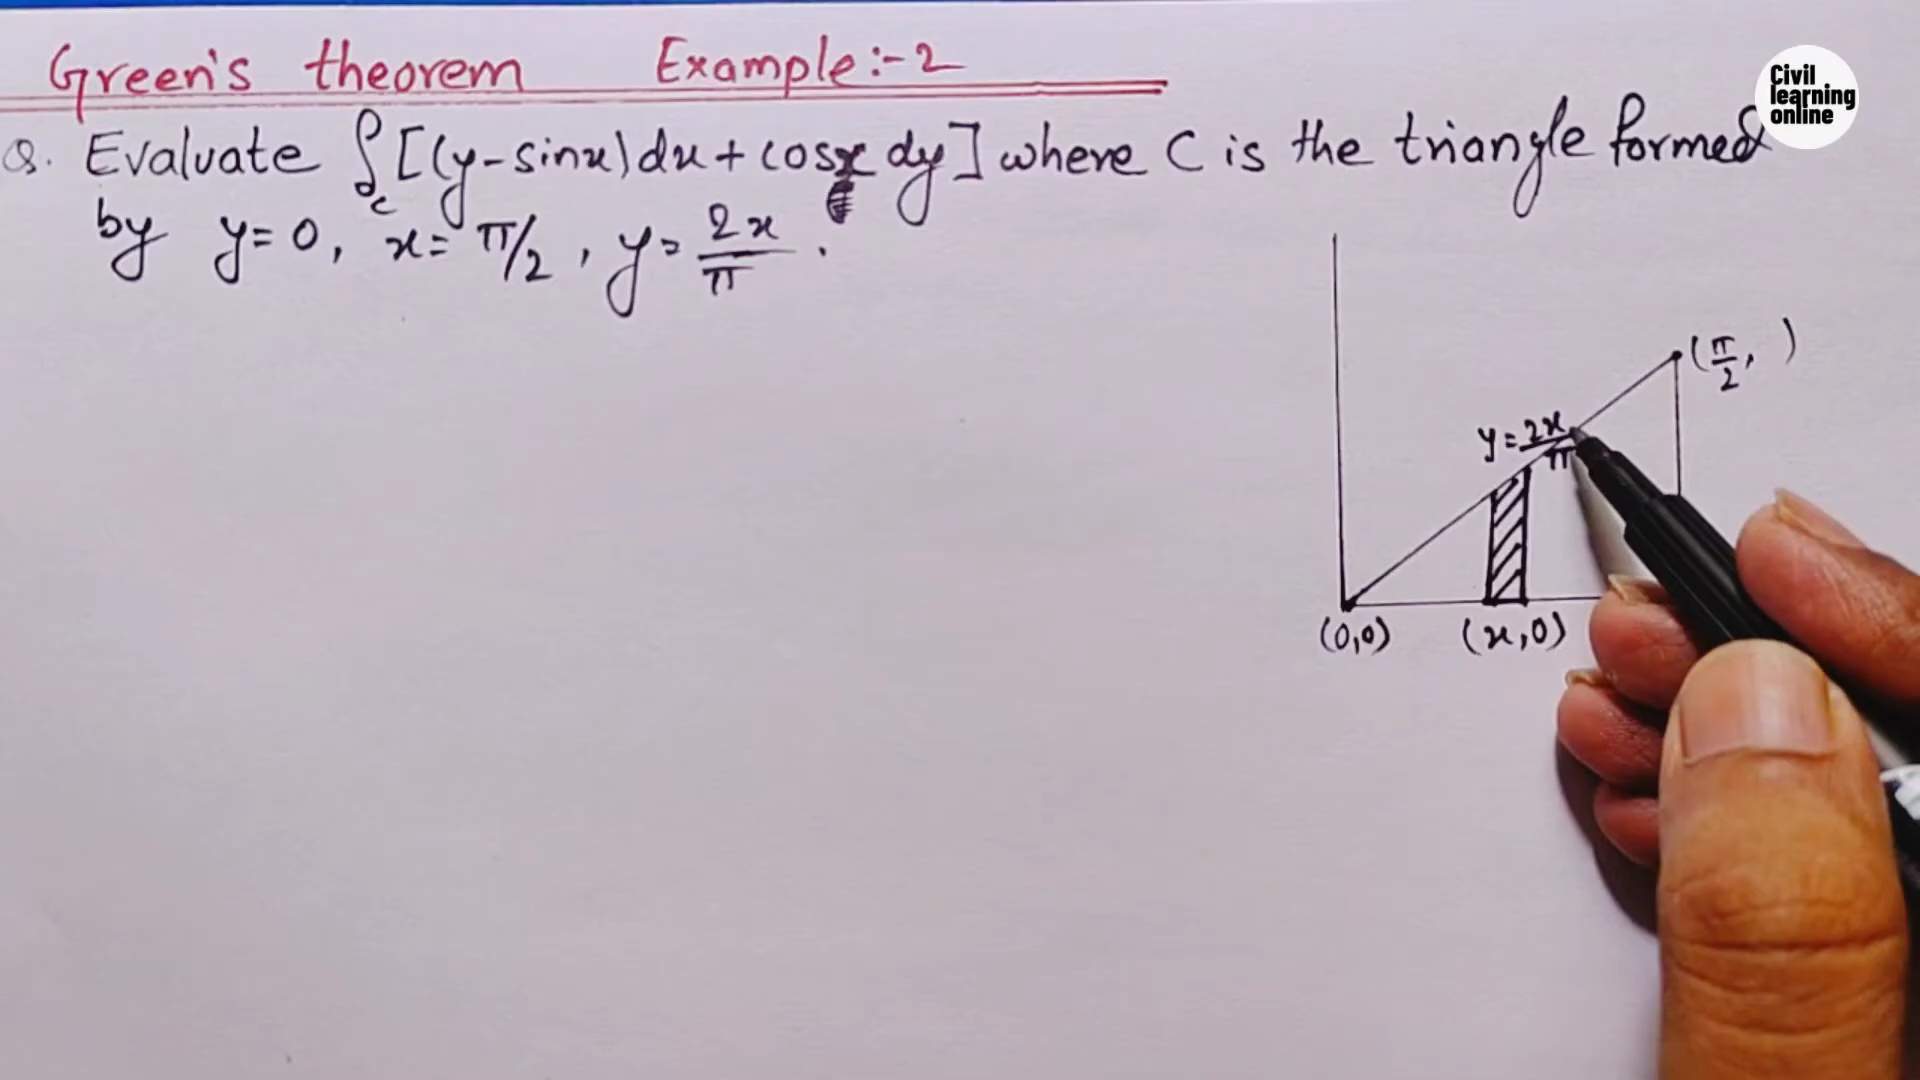 Green's theorem Example:-2
Q. Evaluate ∮c [(y-sinx)dx+cosx dy] where C is the triangle formed
by y=0, x=π/2, y=2x/π.
(π/2, )
y=2x/π
(0,0) (x,0)
Civil
learning
online